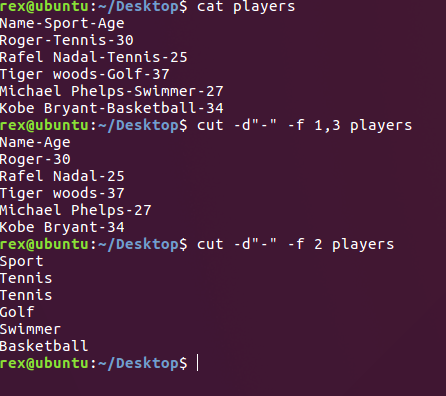 rex@ubuntu:~/Desktop$ cat players
Name-Sport-Age
Roger-Tennis-30
Rafel Nadal-Tennis-25
Tiger woods-Golf-37
Michael Phelps-Swimmer-27
Kobe Bryant-Basketball-34
rex@ubuntu:~/Desktop$ cut -d"-" -f 1,3 players
Name-Age
Roger-30
Rafel Nadal-25
Tiger woods-37
Michael Phelps-27
Kobe Bryant-34
rex@ubuntu:~/Desktop$ cut -d"-" -f 2 players
Sport
Tennis
Tennis
Golf
Swimmer
Basketball
rex@ubuntu:~/Desktop$